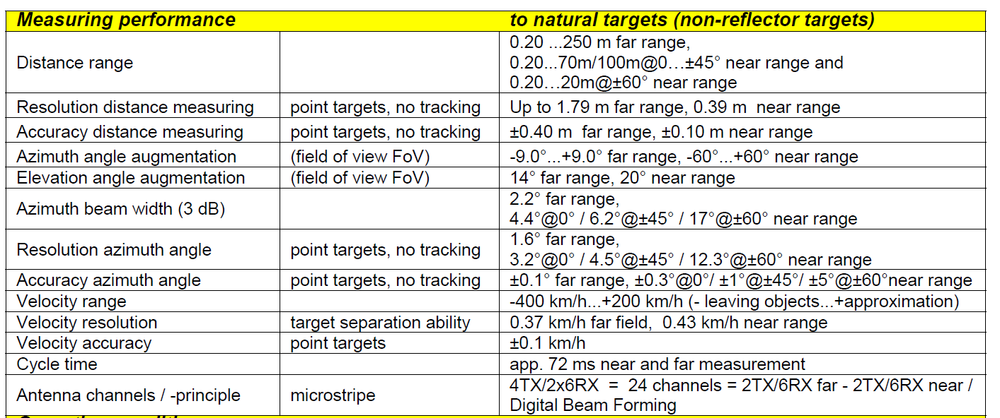 Measuring performance to natural targets (non-reflector targets)
Distance range
0.20 ...250 m far range,
0.20...70m/100m@0…±45° near range and
0.20…20m@±60° near range
Resolution distance measuring point targets, no tracking Up to 1.79 m far range, 0.39 m near range
Accuracy distance measuring point targets, no tracking ±0.40 m far range, ±0.10 m near range
Azimuth angle augmentation (field of view FoV) -9.0°...+9.0° far range, -60°...+60° near range
Elevation angle augmentation (field of view FoV) 14° far range, 20° near range
Azimuth beam width (3 dB)
2.2° far range,
4.4°@0° / 6.2°@±45° / 17°@±60° near range
Resolution azimuth angle point targets, no tracking
1.6° far range,
3.2°@0° / 4.5°@±45° / 12.3°@±60° near range
Accuracy azimuth angle point targets, no tracking ±0.1° far range, ±0.3°@0°/ ±1°@±45°/ ±5°@±60°near range
Velocity range -400 km/h...+200 km/h (- leaving objects...+approximation)
Velocity resolution target separation ability 0.37 km/h far field, 0.43 km/h near range
Velocity accuracy point targets ±0.1 km/h
Cycle time app. 72 ms near and far measurement
Antenna channels / -principle microstripe
4TX/2x6RX = 24 channels = 2TX/6RX far - 2TX/6RX near /
Digital Beam Forming